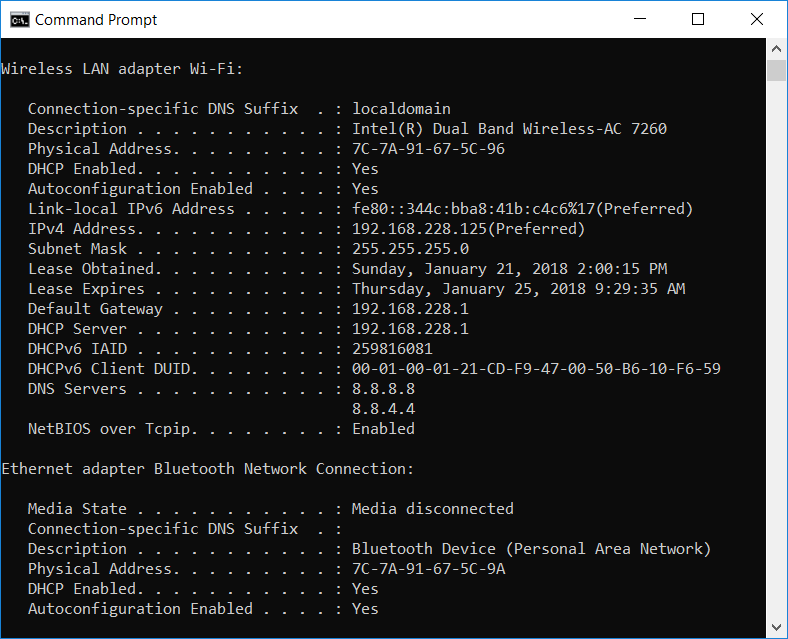 Command Prompt
Wireless LAN adapter Wi-Fi:
Connection-specific DNS Suffix  . : localdomain
Description . . . . . . . . . . . : Intel(R) Dual Band Wireless-AC 7260
Physical Address. . . . . . . . . : 7C-7A-91-67-5C-96
DHCP Enabled. . . . . . . . . . . : Yes
Autoconfiguration Enabled . . . . : Yes
Link-local IPv6 Address . . . . . : fe80::344c:bba8:41b:c4c6%17(Preferred)
IPv4 Address. . . . . . . . . . . : 192.168.228.125(Preferred)
Subnet Mask . . . . . . . . . . . : 255.255.255.0
Lease Obtained. . . . . . . . . . : Sunday, January 21, 2018 2:00:15 PM
Lease Expires . . . . . . . . . . : Thursday, January 25, 2018 9:29:35 AM
Default Gateway . . . . . . . . . : 192.168.228.1
DHCP Server . . . . . . . . . . . : 192.168.228.1
DHCPv6 IAID . . . . . . . . . . . : 259816081
DHCPv6 Client DUID. . . . . . . . : 00-01-00-01-21-CD-F9-47-00-50-B6-10-F6-59
DNS Servers . . . . . . . . . . . : 8.8.8.8
8.8.4.4
NetBIOS over Tcpip. . . . . . . . : Enabled
Ethernet adapter Bluetooth Network Connection:
Media State . . . . . . . . . . . : Media disconnected
Connection-specific DNS Suffix  . :
Description . . . . . . . . . . . : Bluetooth Device (Personal Area Network)
Physical Address. . . . . . . . . : 7C-7A-91-67-5C-9A
DHCP Enabled. . . . . . . . . . . : Yes
Autoconfiguration Enabled . . . . : Yes